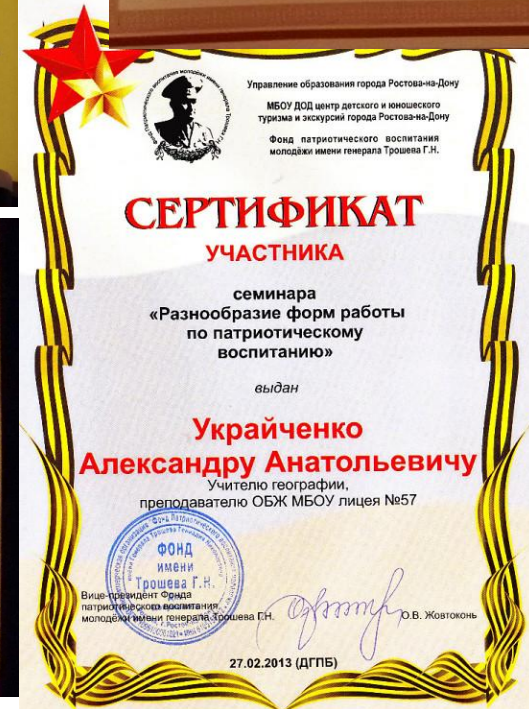 Управление образования города Ростова-на-Дону
МБОУ ДОД центр детского и юношеского
туризма и экскурсий города Ростова-на-Дону
Фонд патриотического воспитания
молодёжи имени генерала Трошева Г.Н.
СЕРТИФИКАТ
УЧАСТНИКА
семинара
«Разнообразие форм работы
по патриотическому
воспитанию»
выдан
Украйченко
Александру Анатольевичу
Учителю географии,
преподавателю ОБЖ МБОУ лицея №57
ФОНД
имени
Трошева Г.Н.
Вице-президент Фонда
патриотического воспитания
молодёжи имени генерала Трошева Г.Н.
О.В. Жовтоконь
27.02.2013 (ДГПБ)